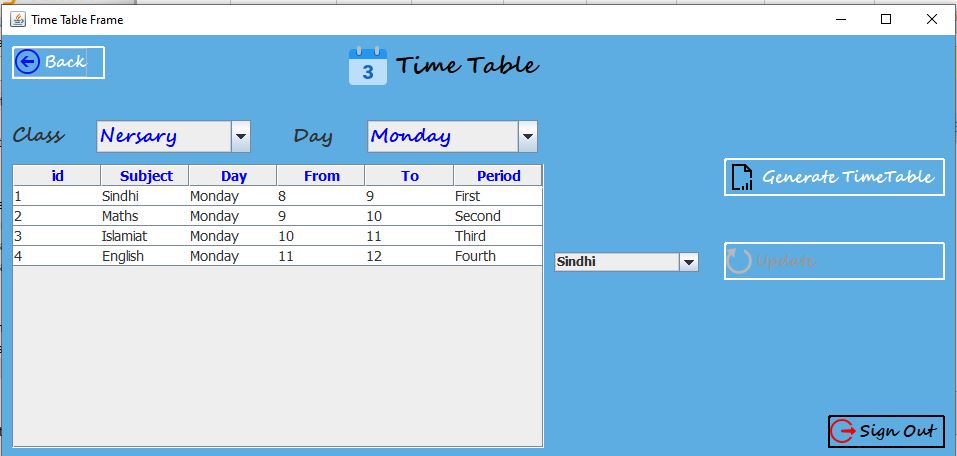 Time Table Frame
Back
3 Time Table
Class Nersary Day Monday
id Subject Day From To Period
1 Sindhi Monday 8 9 First
2 Maths Monday 9 10 Second
3 Islamiat Monday 10 11 Third
4 English Monday 11 12 Fourth
Generate TimeTable
Sindhi
Update
Sign Out